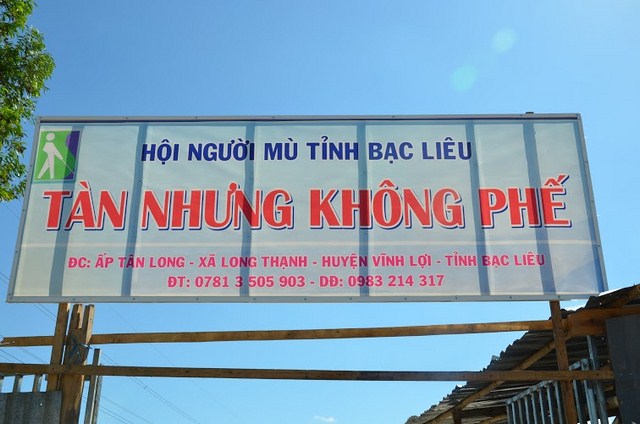 HỘI NGƯỜI MÙ TỈNH BẠC LIÊU
TÀN NHƯNG KHÔNG PHẾ
ĐC: ẤP TÂN LONG - XÃ LONG THẠNH - HUYỆN VĨNH LỢI - TỈNH BẠC LIÊU
ĐT: 0781 3 505 903 - DĐ: 0983 214 317